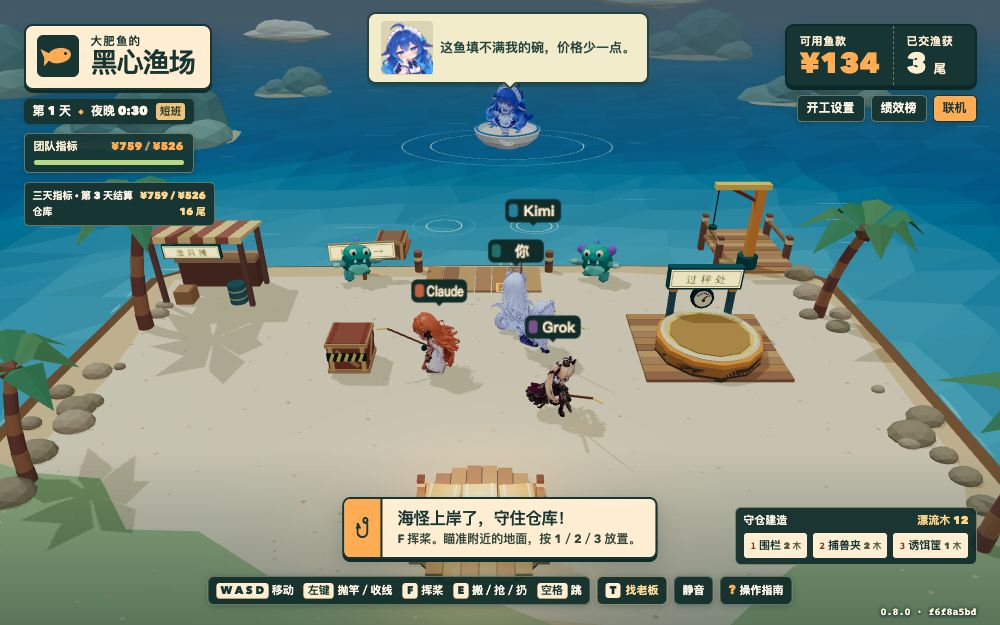 大肥鱼的
黑心渔场
第 1 天 • 夜晚 0:30 短班
团队指标 ¥759 / ¥526
三天指标 • 第 3 天结算 ¥759 / ¥526
仓库 16 尾
这鱼填不满我的碗，价格少一点。
可用鱼款 已交渔获
¥134 3 尾
开工设置 绩效榜 联机
Kimi
你
Claude
Grok
过秤处
海怪上岸了，守住仓库！
F 挥桨。瞄准附近的地面，按 1 / 2 / 3 放置。
守仓建造 漂流木 12
1 围栏 2 木 2 捕兽夹 2 木 3 诱饵筐 1 木
W A S D 移动 左键 抛竿 / 收线 F 挥桨 E 搬 / 抢 / 扔 空格 跳 T 找老板 静音 ? 操作指南
0.8.0 · f6f8a5bd